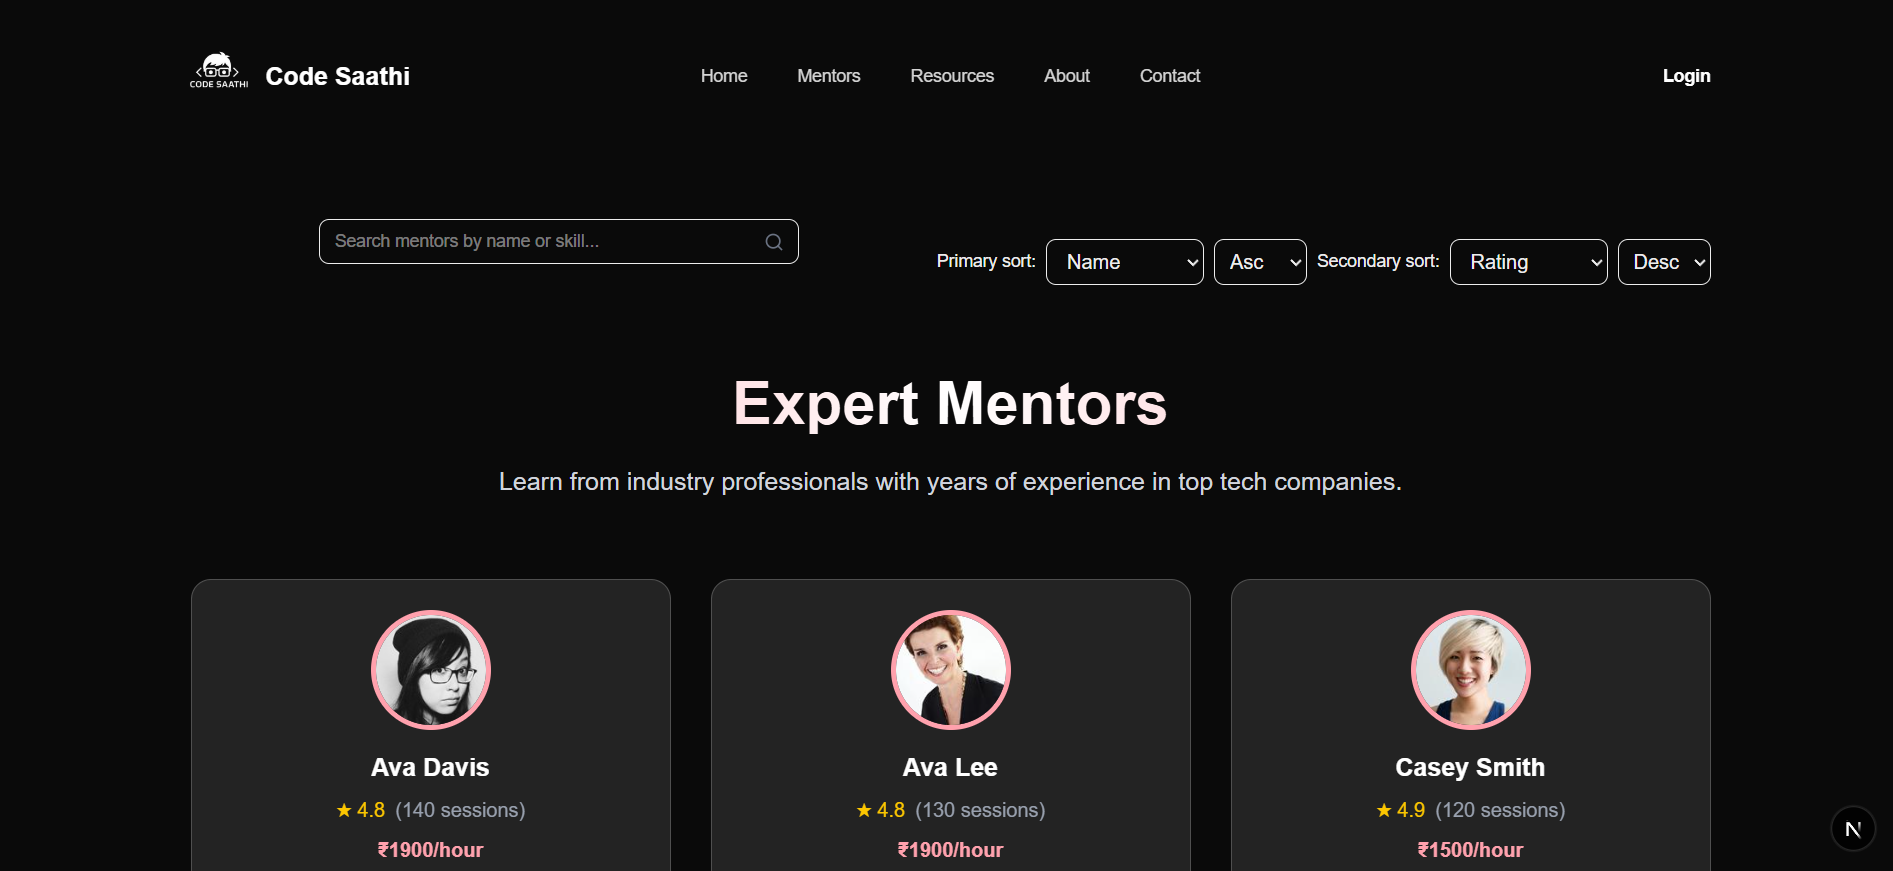 CODE SAATHI
Code Saathi
Home Mentors Resources About Contact
Login
Search mentors by name or skill...
Primary sort: Name Asc Secondary sort: Rating Desc
Expert Mentors
Learn from industry professionals with years of experience in top tech companies.
Ava Davis
★ 4.8 (140 sessions)
₹1900/hour
Ava Lee
★ 4.8 (130 sessions)
₹1900/hour
Casey Smith
★ 4.9 (120 sessions)
₹1500/hour
N